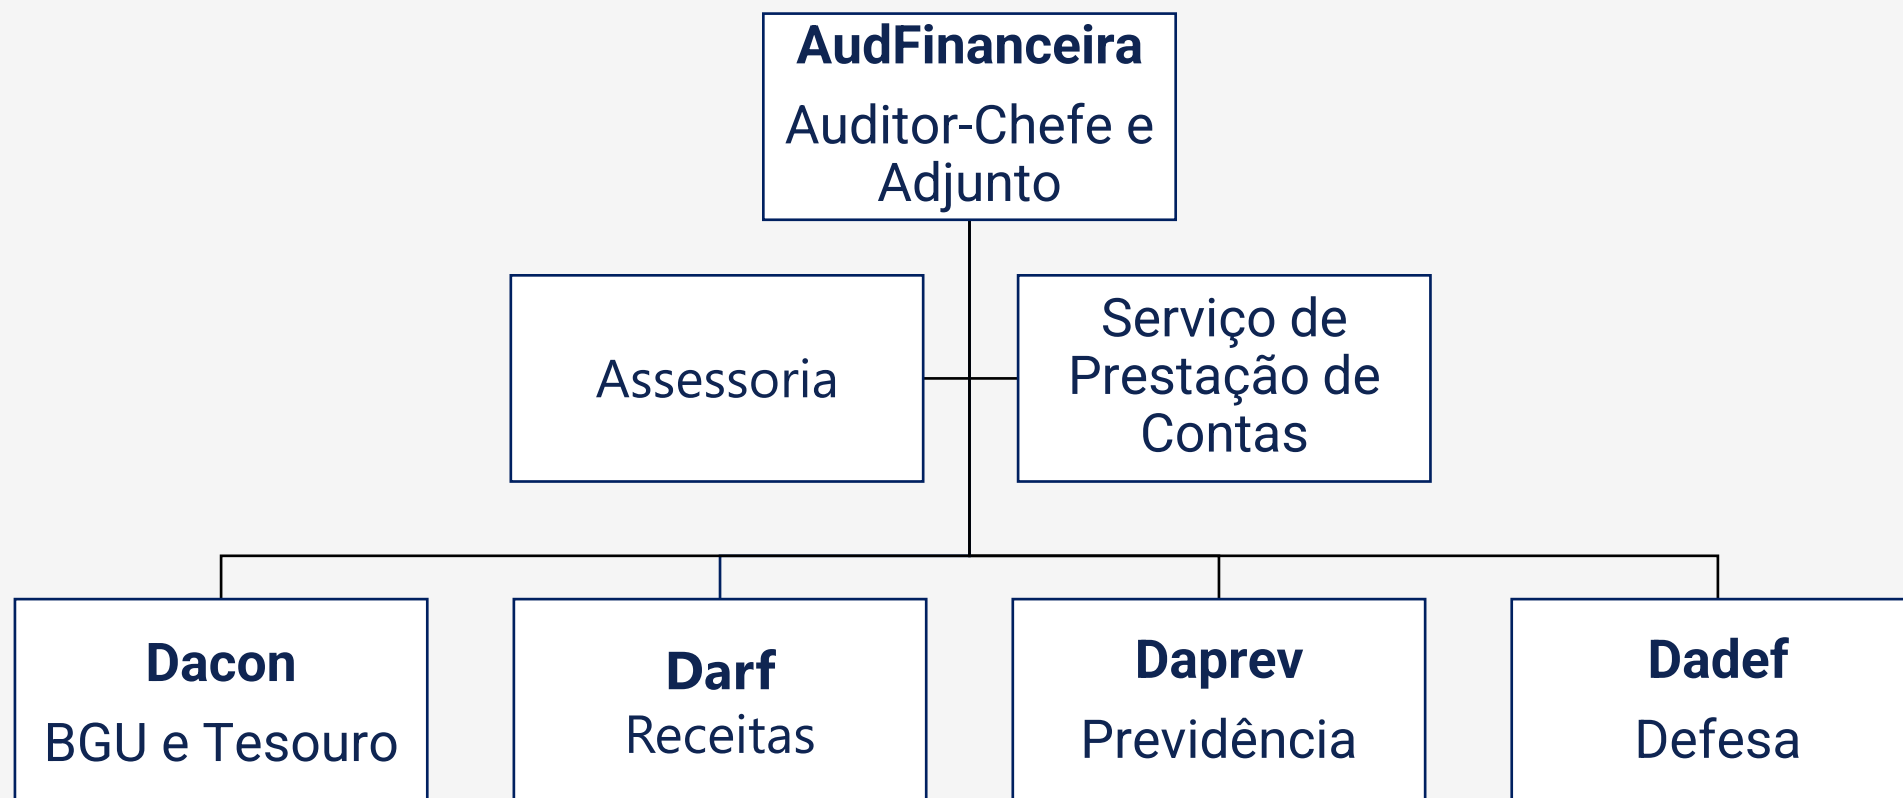 AudFinanceira
Auditor-Chefe e
Adjunto
Assessoria
Serviço de
Prestação de
Contas
Dacon
BGU e Tesouro
Darf
Receitas
Daprev
Previdência
Dadef
Defesa